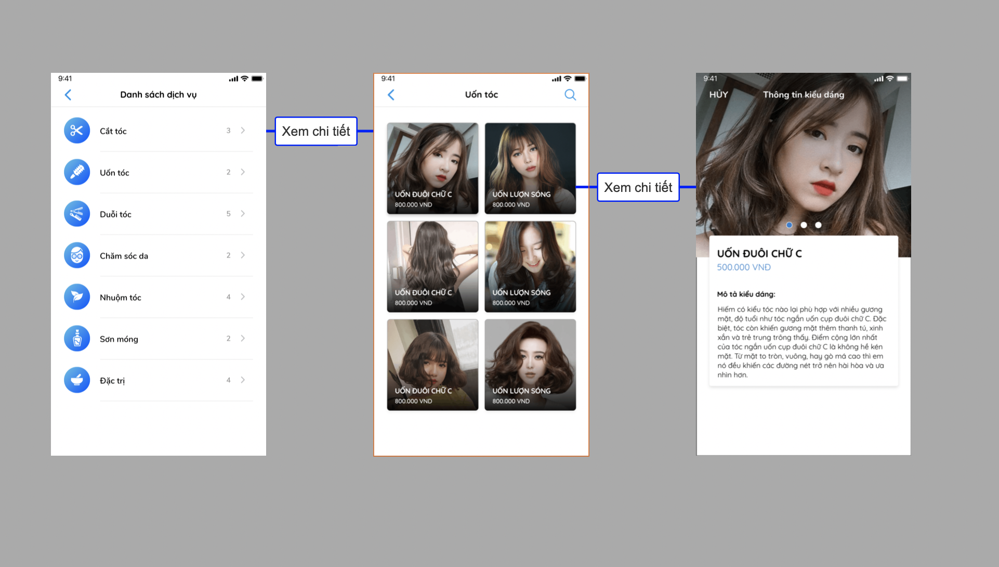 9:41
Danh sách dịch vụ
Cắt tóc 3
Uốn tóc 2
Duỗi tóc 5
Chăm sóc da 2
Nhuộm tóc 4
Sơn móng 2
Đặc trị 4
Xem chi tiết
9:41
Uốn tóc
UỐN ĐUÔI CHỮ C
800.000 VND
UỐN LƯỢN SÓNG
800.000 VND
UỐN ĐUÔI CHỮ C
800.000 VND
UỐN LƯỢN SÓNG
800.000 VND
UỐN ĐUÔI CHỮ C
800.000 VND
UỐN LƯỢN SÓNG
800.000 VND
Xem chi tiết
9:41
HỦY Thông tin kiểu dáng
UỐN ĐUÔI CHỮ C
500.000 VNĐ
Mô tả kiểu dáng:
Hiếm có kiểu tóc nào lại phù hợp với nhiều gương
mặt, độ tuổi như tóc ngắn uốn cụp đuôi chữ C. Đặc
biệt, tóc còn khiến gương mặt thêm thanh tú, xinh
xắn và trẻ trung trông thấy. Điểm cộng lớn nhất
của tóc ngắn uốn cụp đuôi chữ C là không hề kén
mặt. Từ mặt to tròn, vuông, hay gò má cao thì em
nó đều khiến các đường nét trở nên hài hòa và ưa
nhìn hơn.